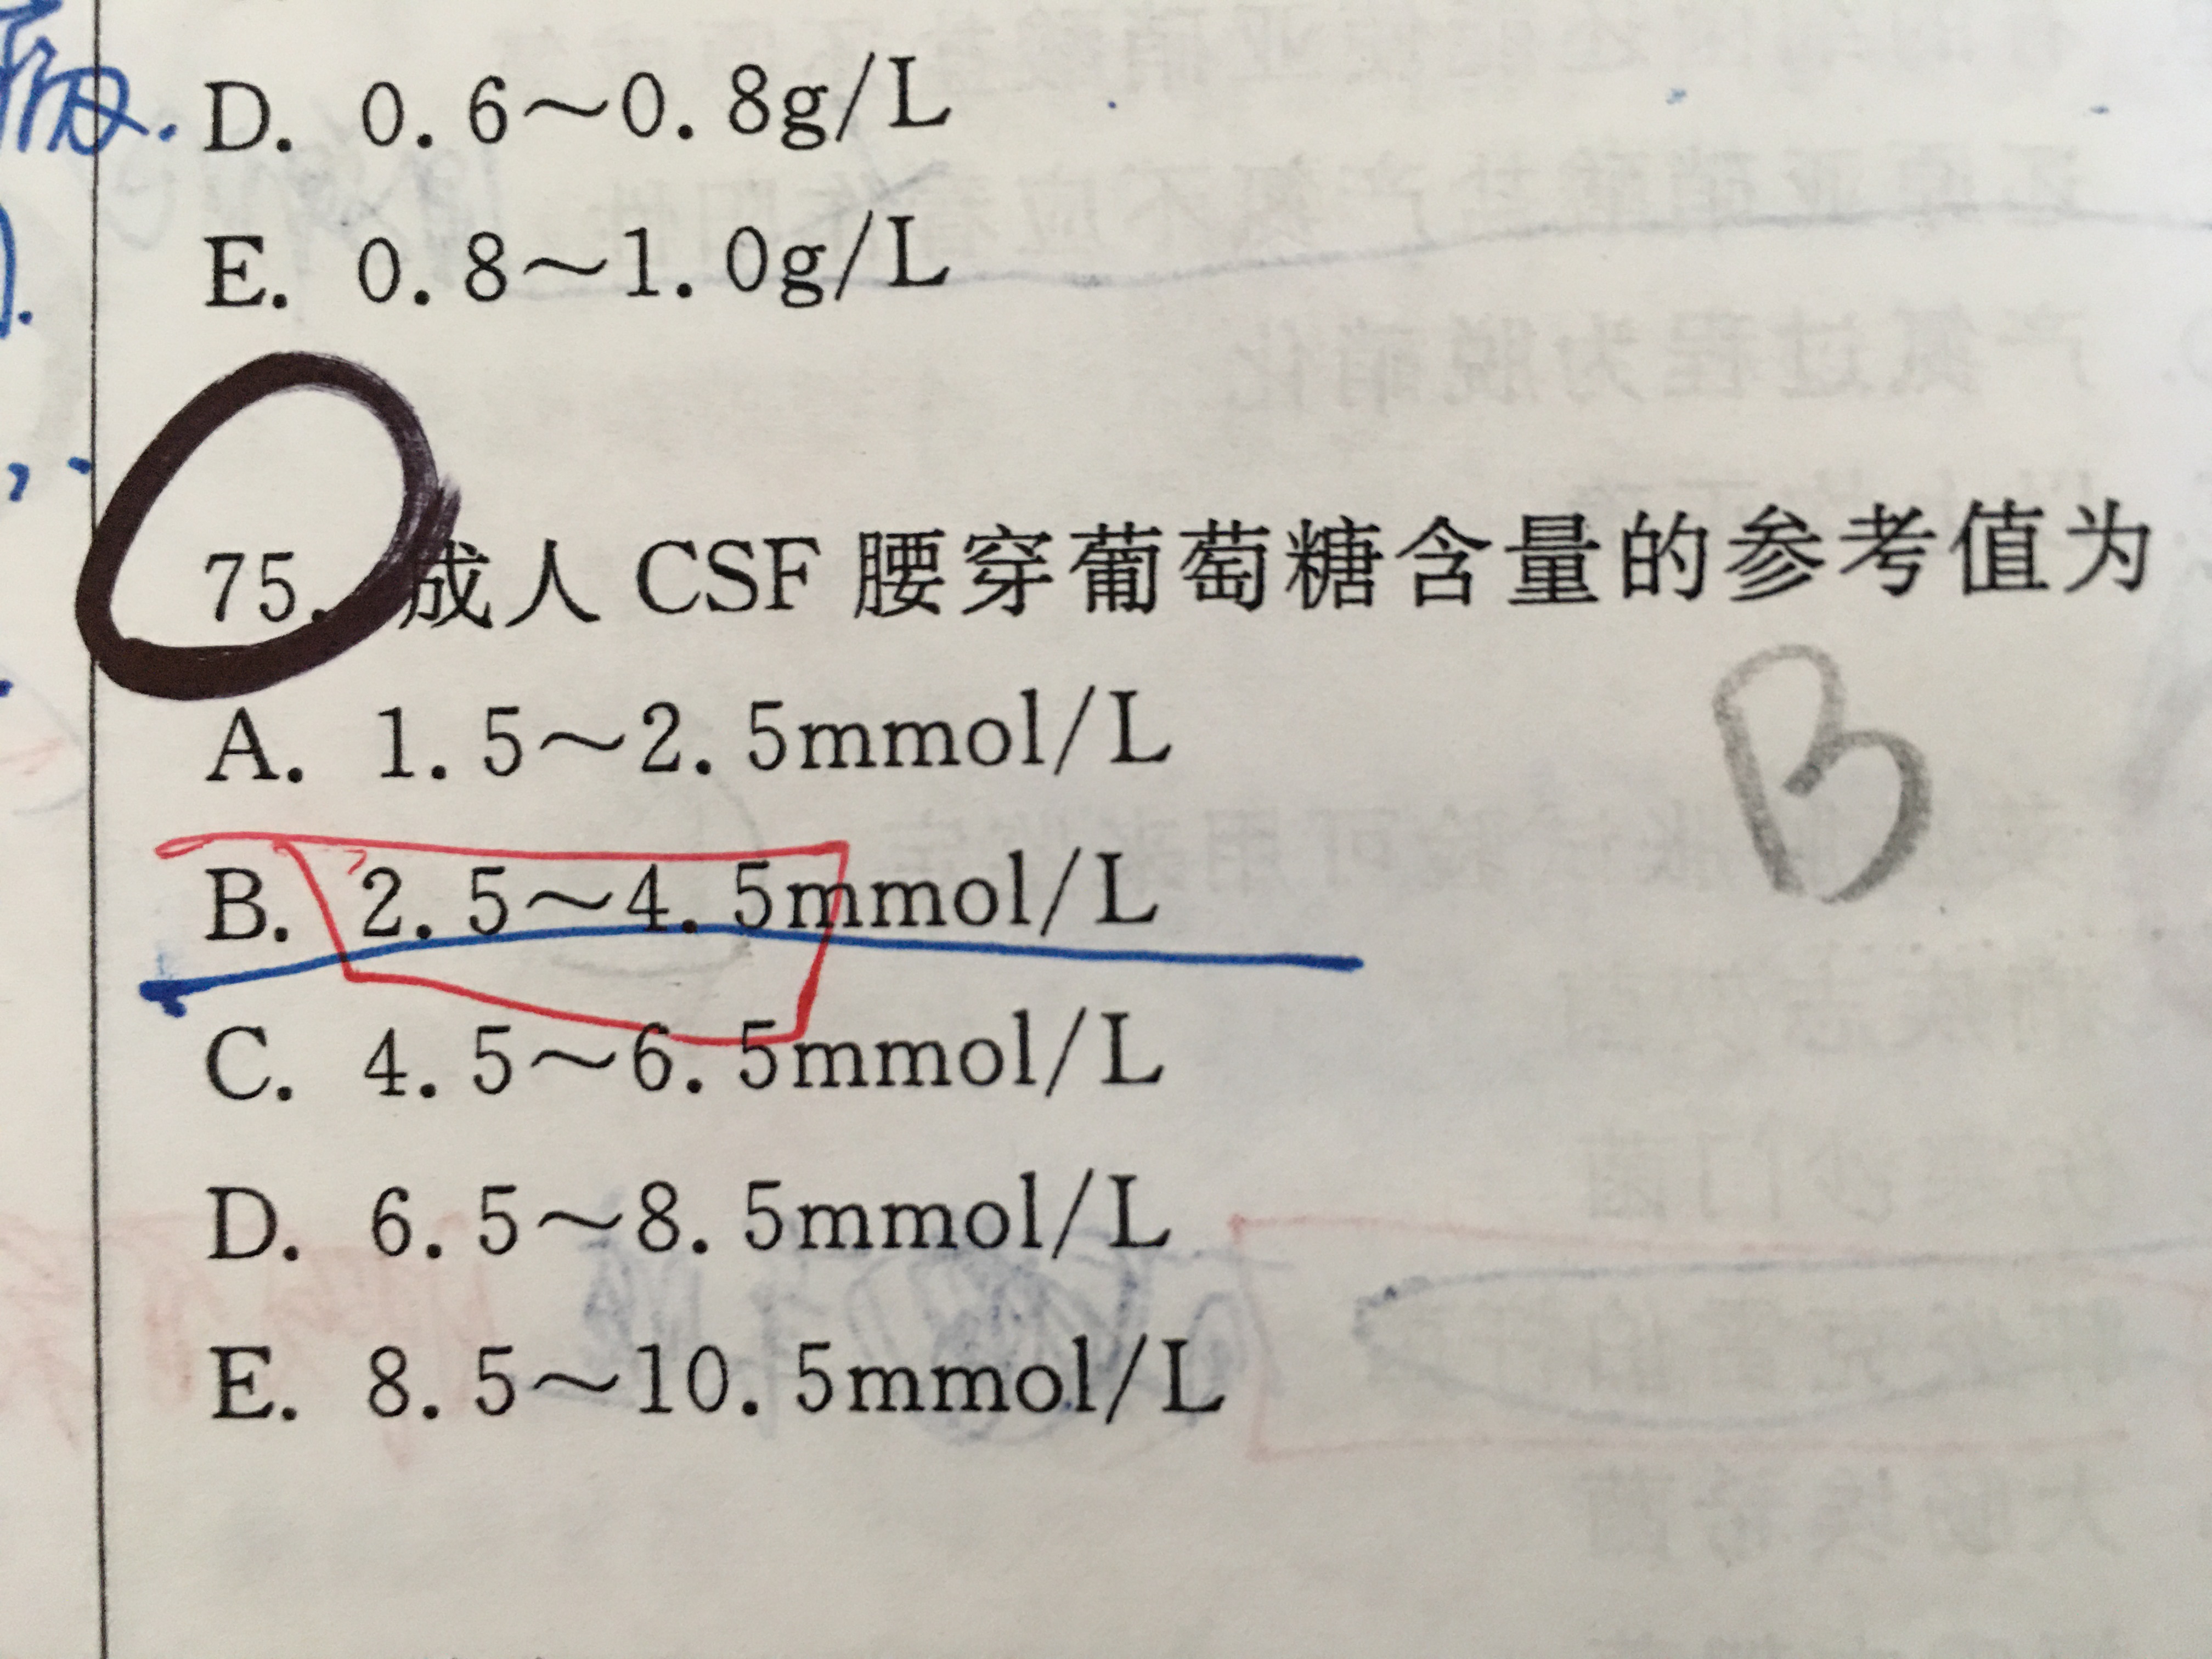 D. 0.6～0.8g/L
E. 0.8～1.0g/L
75. 成人 CSF 腰穿葡萄糖含量的参考值为
A. 1.5～2.5mmol/L
B. 2.5～4.5mmol/L
C. 4.5～6.5mmol/L
D. 6.5～8.5mmol/L
E. 8.5～10.5mmol/L
B